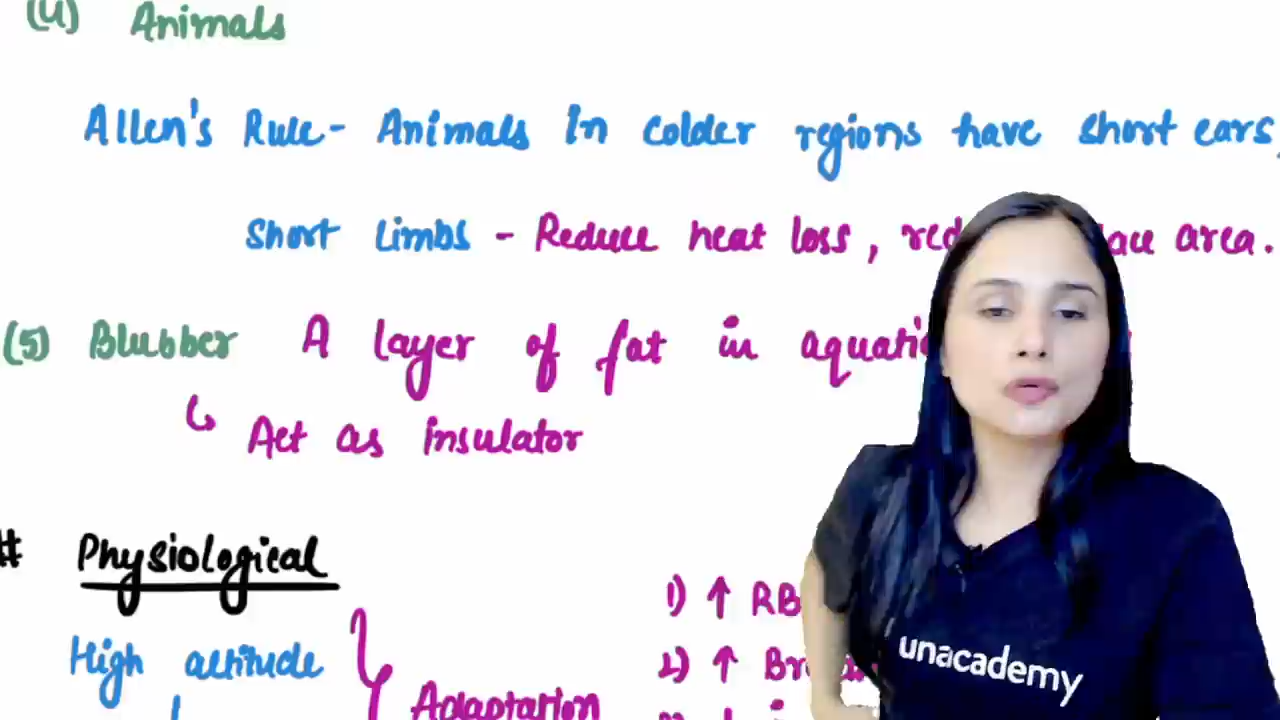 (4) Animals
Allen's Rule- Animals in colder regions have short ears,
short limbs - Reduce heat loss, area.
(5) Blubber A layer of fat in
Act as insulator
# Physiological
High altitude
Adaptation
1) ↑
2) ↑
unacademy